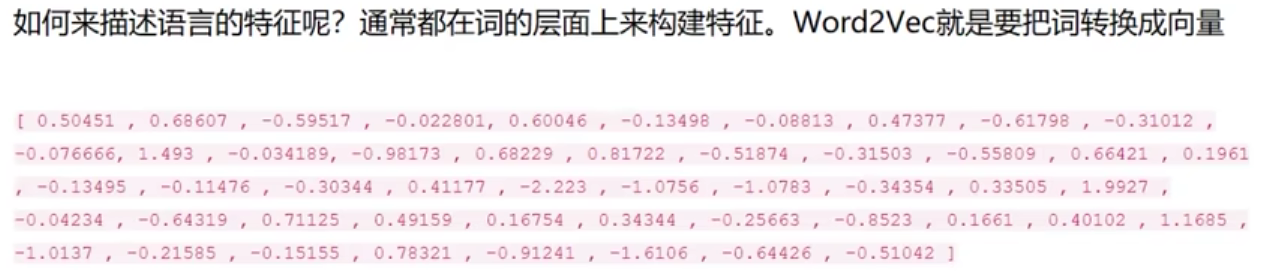 如何来描述语言的特征呢？通常都在词的层面上来构建特征。Word2Vec就是要把词转换成向量
[ 0.50451 , 0.68607 , -0.59517 , -0.022801, 0.60046 , -0.13498 , -0.08813 , 0.47377 , -0.61798 , -0.31012 ,
-0.076666, 1.493 , -0.034189, -0.98173 , 0.68229 , 0.81722 , -0.51874 , -0.31503 , -0.55809 , 0.66421 , 0.1961
, -0.13495 , -0.11476 , -0.30344 , 0.41177 , -2.223 , -1.0756 , -1.0783 , -0.34354 , 0.33505 , 1.9927 ,
-0.04234 , -0.64319 , 0.71125 , 0.49159 , 0.16754 , 0.34344 , -0.25663 , -0.8523 , 0.1661 , 0.40102 , 1.1685 ,
-1.0137 , -0.21585 , -0.15155 , 0.78321 , -0.91241 , -1.6106 , -0.64426 , -0.51042 ]